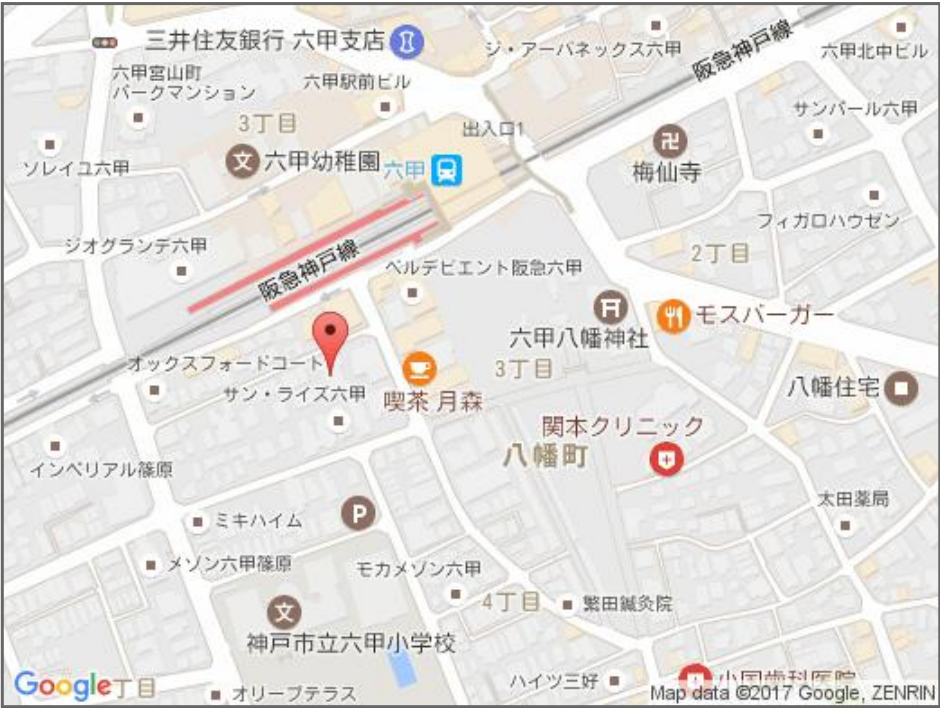 三井住友銀行 六甲支店
ジ・アーバネックス六甲
阪急神戸線
六甲北中ビル
六甲宮山町
パークマンション
六甲駅前ビル
サンパール六甲
3丁目
出入口1
ソレイユ六甲
六甲幼稚園
六甲
梅仙寺
フィガロハウゼン
ジオグランデ六甲
2丁目
阪急神戸線
ベルデビエント阪急六甲
モスバーガー
六甲八幡神社
オックスフォードコート
3丁目
サン・ライズ六甲
喫茶 月森
八幡住宅
関本クリニック
八幡町
インペリアル篠原
太田薬局
ミキハイム
P
メゾン六甲篠原
モカメゾン六甲
4丁目
繁田鍼灸院
神戸市立六甲小学校
Google
丁目
オリーブテラス
ハイツ三好
小国歯科医院
Map data ©2017 Google, ZENRIN